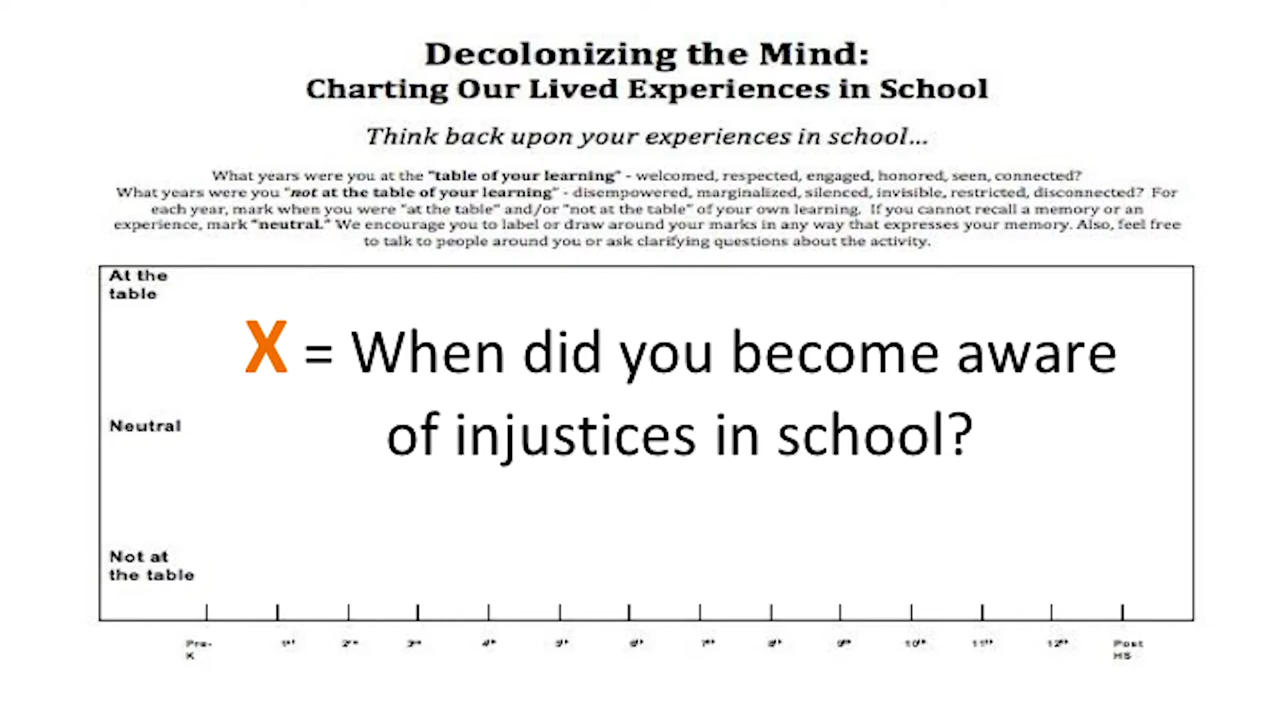 Decolonizing the Mind:
Charting Our Lived Experiences in School
Think back upon your experiences in school...
What years were you at the "table of your learning" - welcomed, respected, engaged, honored, seen, connected?
What years were you "not at the table of your learning" - disempowered, marginalized, silenced, invisible, restricted, disconnected? For
each year, mark when you were "at the table" and/or "not at the table" of your own learning. If you cannot recall a memory or an
experience, mark "neutral." We encourage you to label or draw around your marks in any way that expresses your memory. Also, feel free
to talk to people around you or ask clarifying questions about the activity.
At the
table
X = When did you become aware
of injustices in school?
Neutral
Not at
the table
Pre-
K
1st 2nd 3rd 4th 5th 6th 7th 8th 9th 10th 11th 12th Post
HS